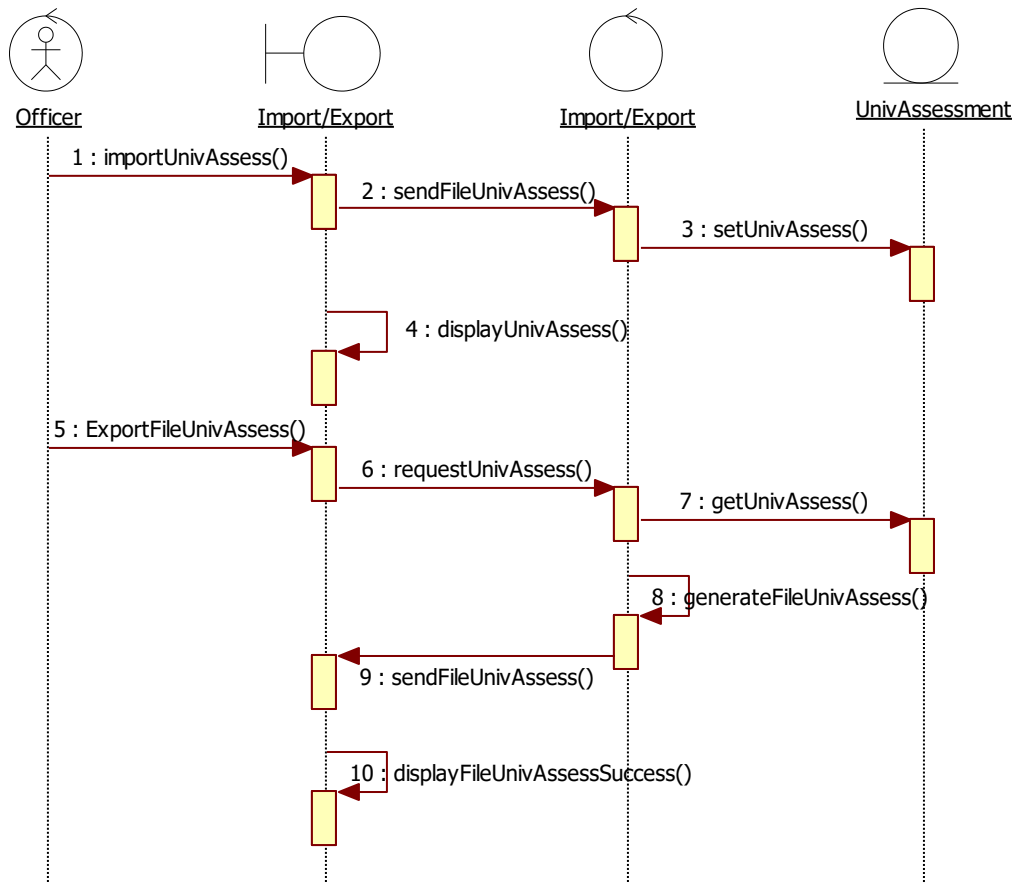 Officer
Import/Export
Import/Export
UnivAssessment
1 : importUnivAssess()
2 : sendFileUnivAssess()
3 : setUnivAssess()
4 : displayUnivAssess()
5 : ExportFileUnivAssess()
6 : requestUnivAssess()
7 : getUnivAssess()
8 : generateFileUnivAssess()
9 : sendFileUnivAssess()
10 : displayFileUnivAssessSuccess()